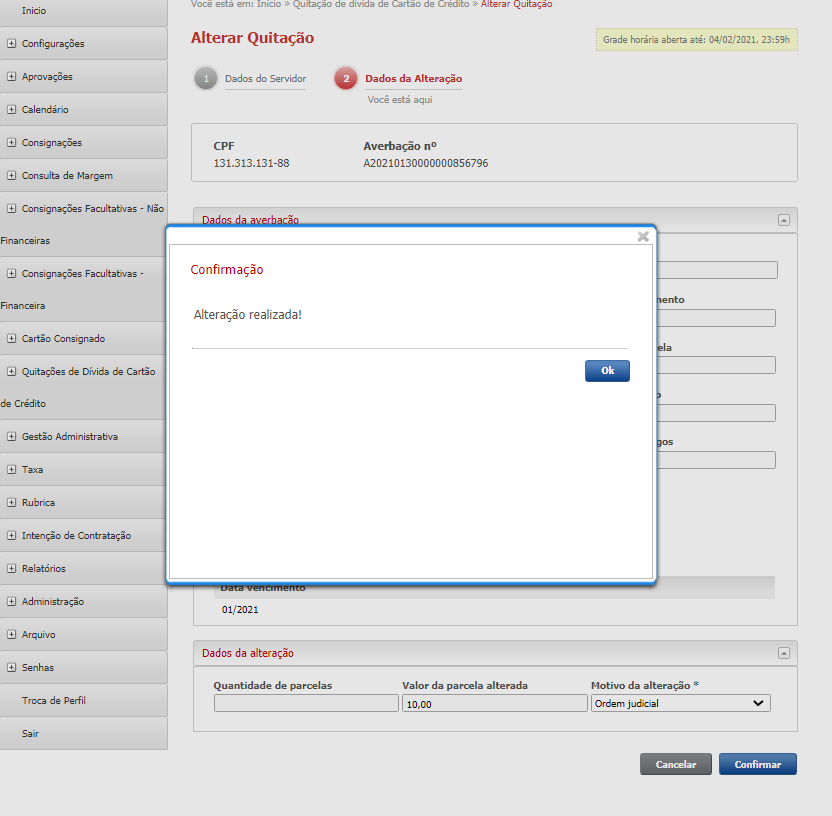 Inicio
Configurações
Aprovações
Calendário
Consignações
Consulta de Margem
Consignações Facultativas - Não
Financeiras
Consignações Facultativas -
Financeira
Cartão Consignado
Quitações de Dívida de Cartão
de Crédito
Gestão Administrativa
Taxa
Rubrica
Intenção de Contratação
Relatórios
Administração
Arquivo
Senhas
Troca de Perfil
Sair
Você está em: Início » Quitação de dívida de Cartão de Crédito » Alterar Quitação
Alterar Quitação
Grade horária aberta até: 04/02/2021, 23:59h
1 Dados do Servidor 2 Dados da Alteração
Você está aqui
CPF Averbação nº
131.313.131-88 A20210130000000856796
Dados da averbação
Confirmação
Alteração realizada!
Ok
mento
ela
o
gos
Data vencimento
01/2021
Dados da alteração
Quantidade de parcelas Valor da parcela alterada Motivo da alteração *
10,00 Ordem judicial
Cancelar Confirmar